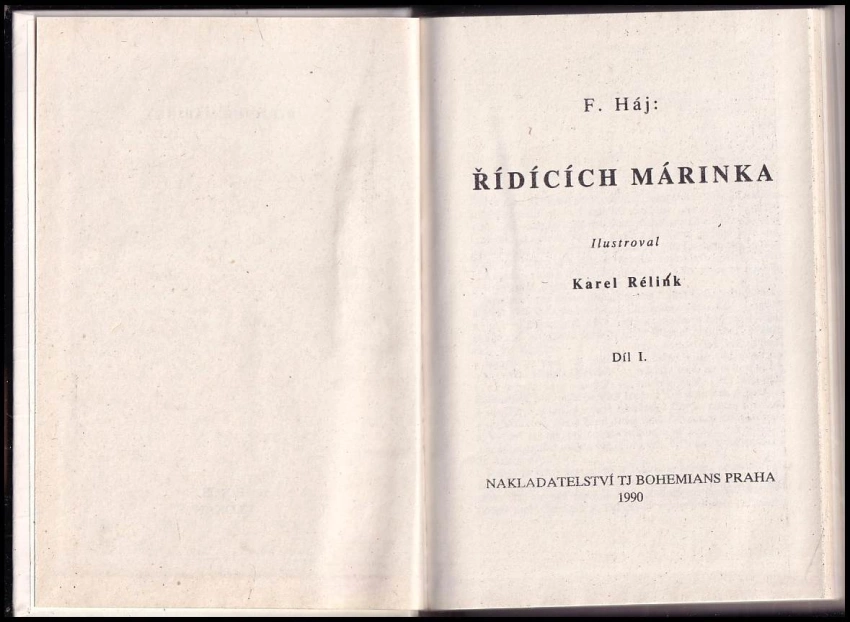 F. Háj:
ŘÍDÍCÍCH MÁRINKA
Ilustroval
Karel Rélink
Díl I.
NAKLADATELSTVÍ TJ BOHEMIANS PRAHA
1990